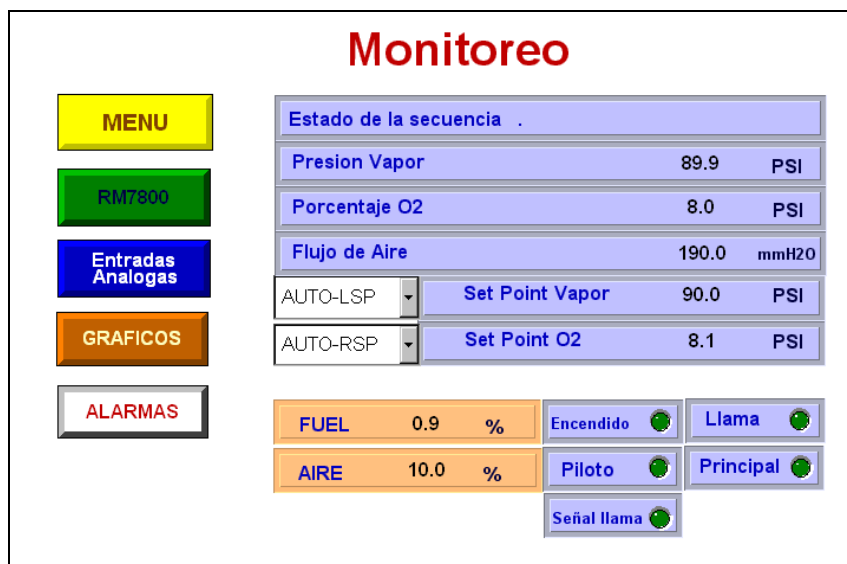 Monitoreo
MENU
Estado de la secuencia .
Presion Vapor 89.9 PSI
RM7800
Porcentaje O2 8.0 PSI
Entradas
Analogas
Flujo de Aire 190.0 mmH2O
AUTO-LSP Set Point Vapor 90.0 PSI
GRAFICOS
AUTO-RSP Set Point O2 8.1 PSI
ALARMAS
FUEL 0.9 % Encendido Llama
AIRE 10.0 % Piloto Principal
Señal llama